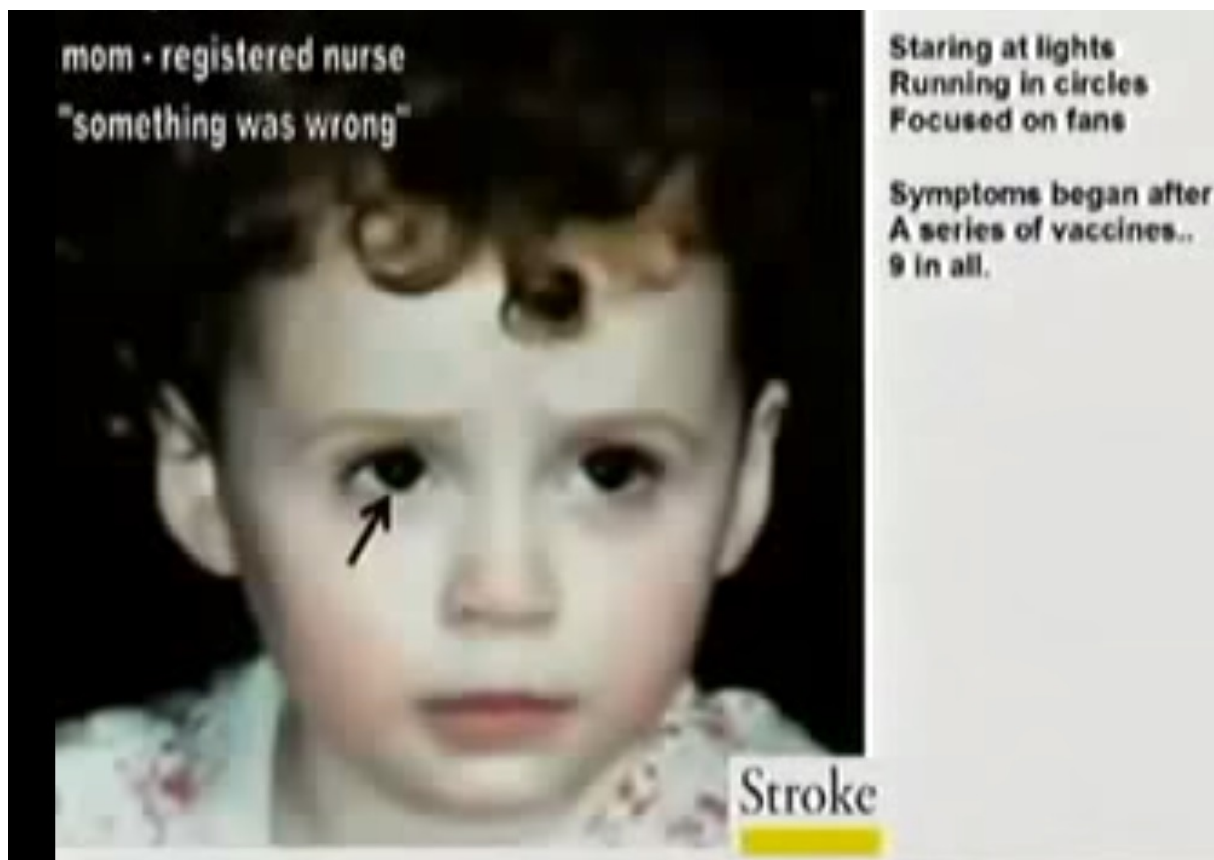 mom • registered nurse
"something was wrong"
Staring at lights
Running in circles
Focused on fans
Symptoms began after
A series of vaccines..
9 in all.
Stroke